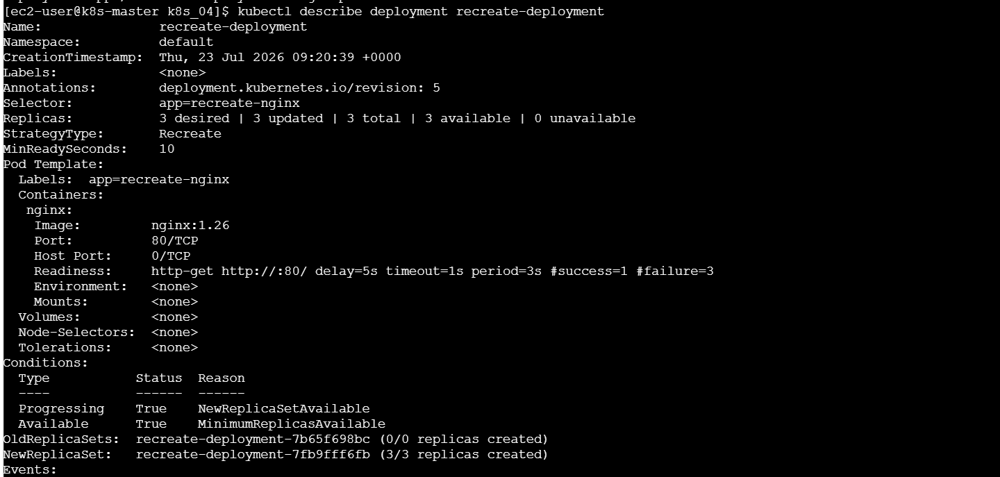 [ec2-user@k8s-master k8s_04]$ kubectl describe deployment recreate-deployment
Name:               recreate-deployment
Namespace:          default
CreationTimestamp:  Thu, 23 Jul 2026 09:20:39 +0000
Labels:             <none>
Annotations:        deployment.kubernetes.io/revision: 5
Selector:           app=recreate-nginx
Replicas:           3 desired | 3 updated | 3 total | 3 available | 0 unavailable
StrategyType:       Recreate
MinReadySeconds:    10
Pod Template:
  Labels:  app=recreate-nginx
  Containers:
   nginx:
    Image:         nginx:1.26
    Port:          80/TCP
    Host Port:     0/TCP
    Readiness:     http-get http://:80/ delay=5s timeout=1s period=3s #success=1 #failure=3
    Environment:   <none>
    Mounts:        <none>
  Volumes:         <none>
  Node-Selectors:  <none>
  Tolerations:     <none>
Conditions:
  Type           Status  Reason
  ----           ------  ------
  Progressing    True    NewReplicaSetAvailable
  Available      True    MinimumReplicasAvailable
OldReplicaSets:  recreate-deployment-7b65f698bc (0/0 replicas created)
NewReplicaSet:   recreate-deployment-7fb9fff6fb (3/3 replicas created)
Events: